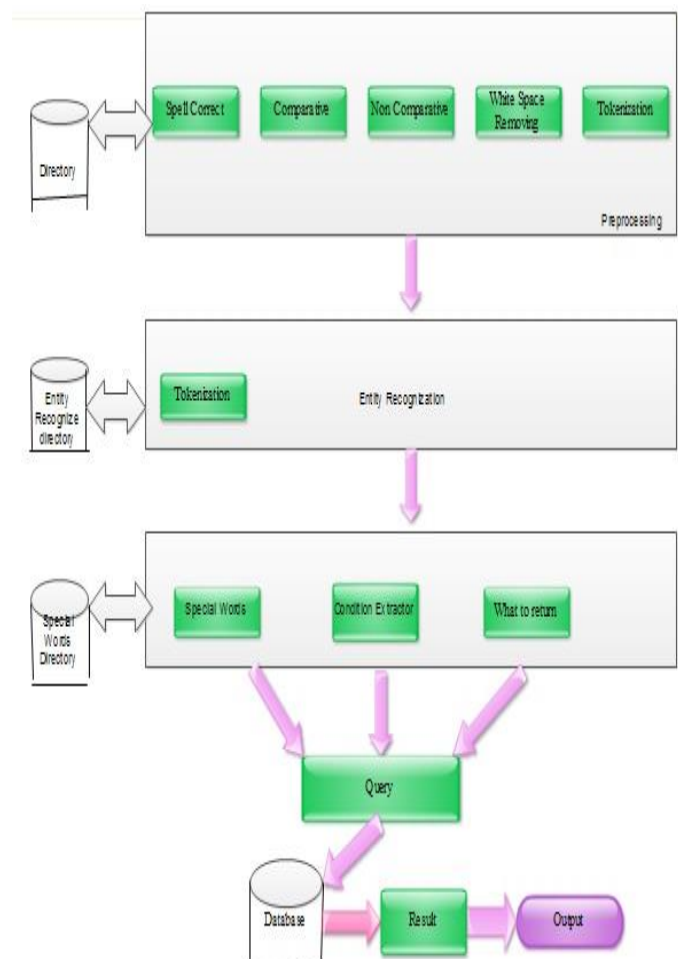 Spell Correct
Comparative
Non Comparative
White Space
Removing
Tokenization
Directory
Preprocessing
Entity
Recognize
directory
Tokenization
Entity Recognization
Special
Words
Directory
Special Words
Condition Extractor
What to return
Query
Database
Result
Output